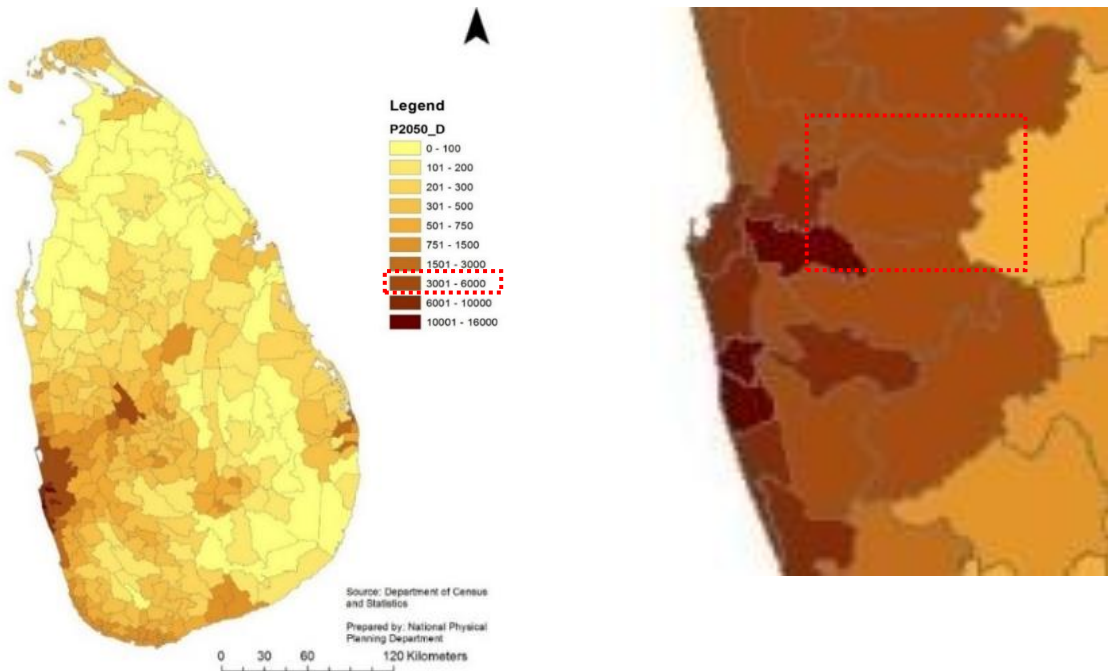 Legend
P2050_D
0 - 100
101 - 200
201 - 300
301 - 500
501 - 750
751 - 1500
1501 - 3000
3001 - 6000
6001 - 10000
10001 - 16000
Source: Department of Census
and Statistics
Prepared by: National Physical
Planning Department
0 30 60 120 Kilometers